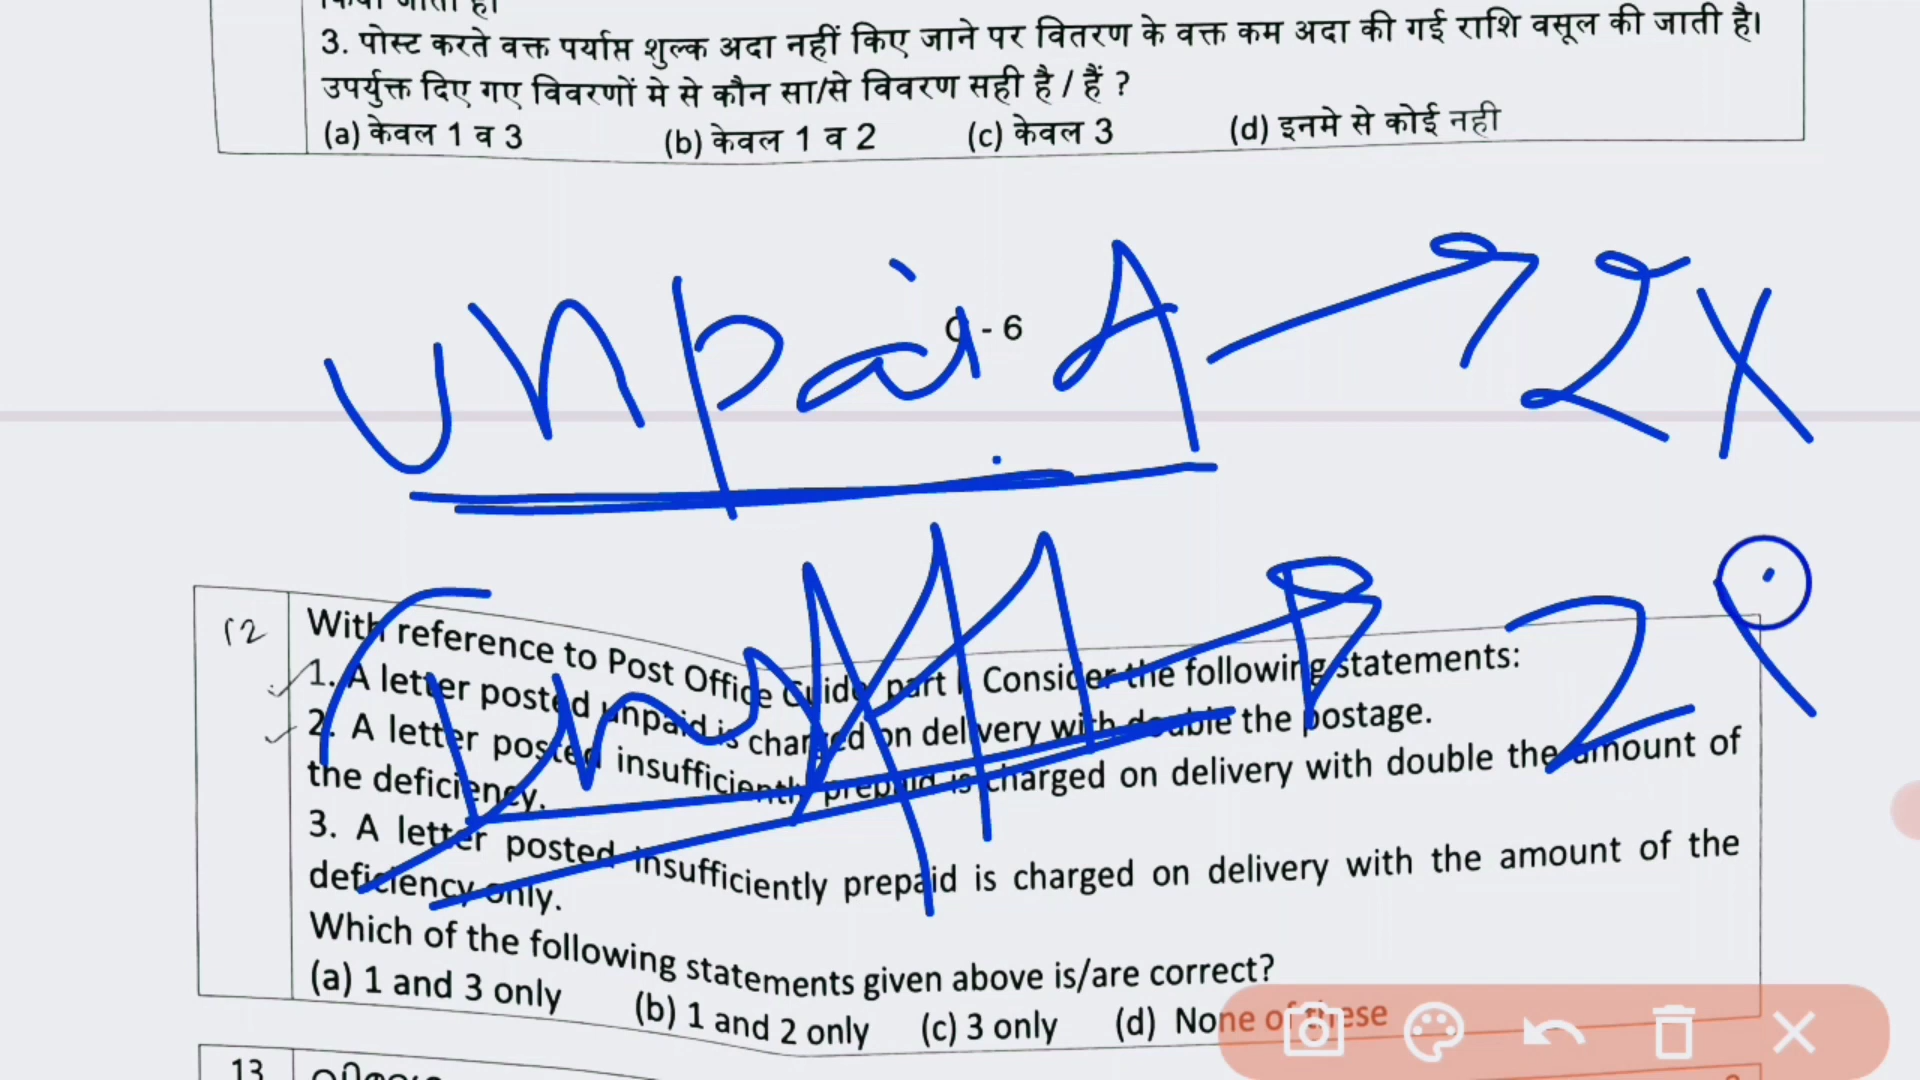 3. पोस्ट करते वक्त पर्याप्त शुल्क अदा नहीं किए जाने पर वितरण के वक्त कम अदा की गई राशि वसूल की जाती है।
उपर्युक्त दिए गए विवरणों मे से कौन सा/से विवरण सही है / हैं ?
(a) केवल 1 व 3 (b) केवल 1 व 2 (c) केवल 3 (d) इनमे से कोई नही
unpaid 2X
- 6
12 With reference to Post Office Guide part I Consider the following statements:
1. A letter posted unpaid is charged on delivery with double the postage.
2. A letter posted insufficiently prepaid is charged on delivery with double the amount of
the deficiency.
3. A letter posted insufficiently prepaid is charged on delivery with the amount of the
deficiency only.
Which of the following statements given above is/are correct?
(a) 1 and 3 only (b) 1 and 2 only (c) 3 only (d) None of these
13